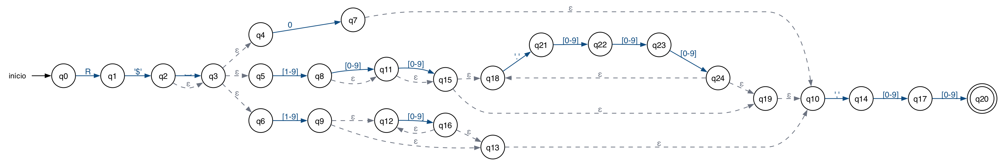 ε
q7
0
q4
ε
q21
[0-9]
q22
[0-9]
q23
[0-9]
'.'
início
q0
R
q1
'$'
q2
␣
ε
q3
ε
q5
[1-9]
q8
[0-9]
ε
q11
[0-9]
ε
q15
ε
q18
ε
q24
ε
q19
ε
q10
','
q14
[0-9]
q17
[0-9]
q20
ε
ε
q6
[1-9]
q9
ε
q12
[0-9]
ε
q16
ε
ε
q13
ε